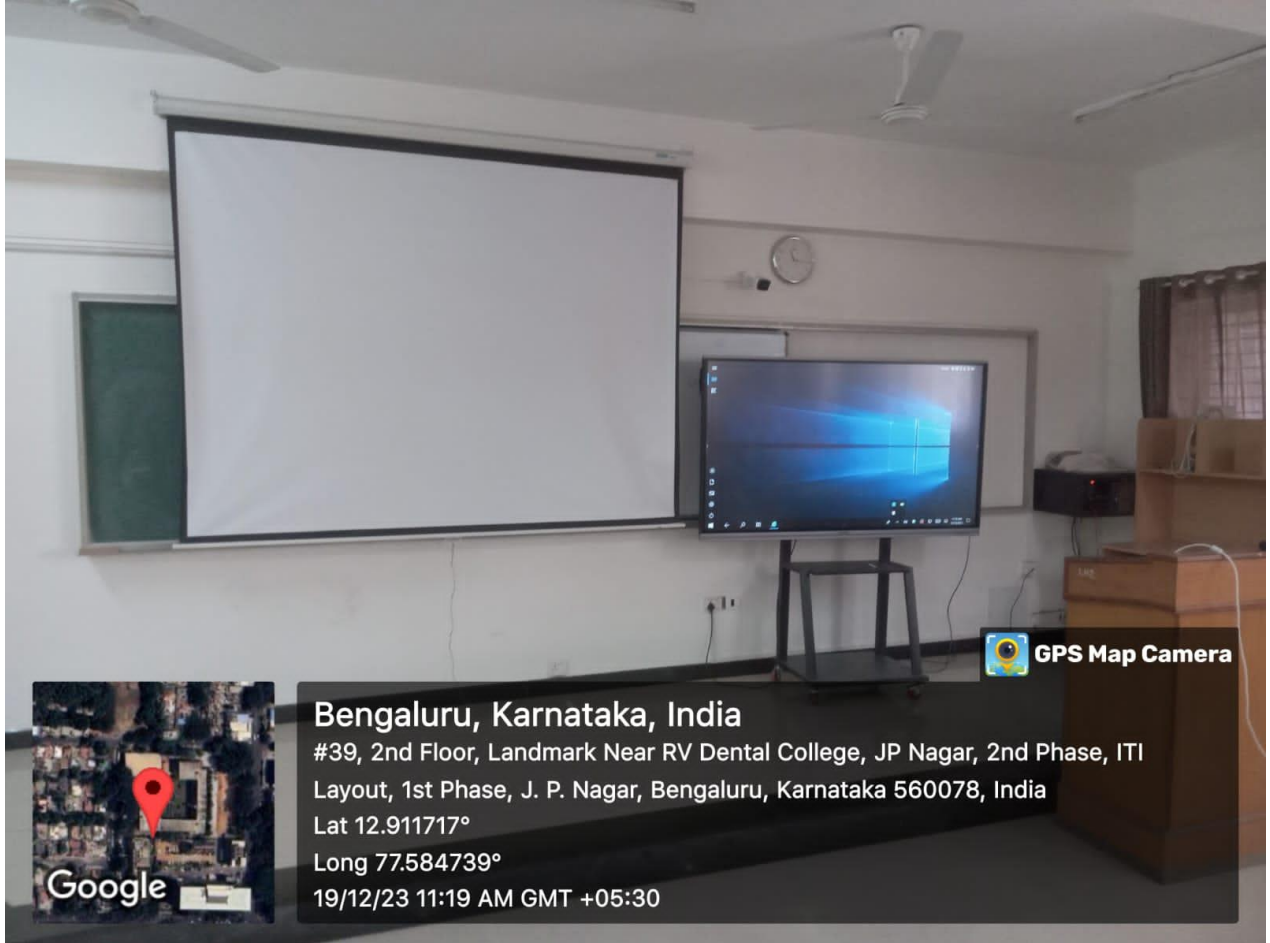 GPS Map Camera
Bengaluru, Karnataka, India
#39, 2nd Floor, Landmark Near RV Dental College, JP Nagar, 2nd Phase, ITI
Layout, 1st Phase, J. P. Nagar, Bengaluru, Karnataka 560078, India
Lat 12.911717°
Long 77.584739°
19/12/23 11:19 AM GMT +05:30
Google